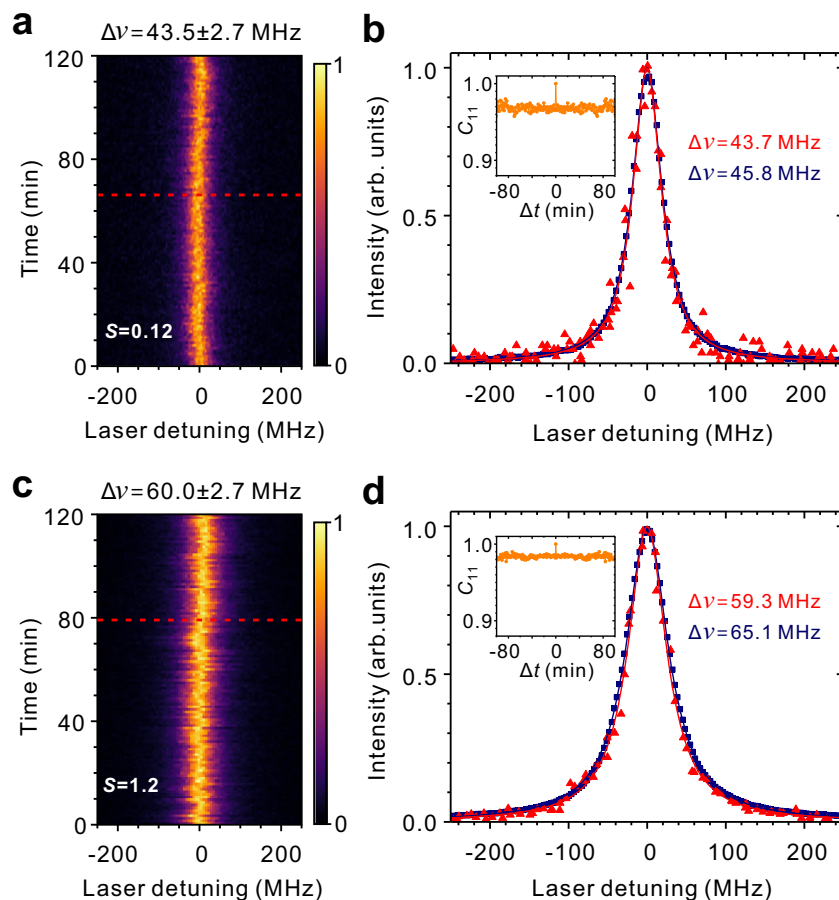 a
Δν=43.5±2.7 MHz
120
80
40
0
Time (min)
S=0.12
-200
0
200
Laser detuning (MHz)
1
0
b
1.0
0.5
0.0
Intensity (arb. units)
1.0
0.9
C11
-80
0
80
Δt (min)
Δν=43.7 MHz
Δν=45.8 MHz
-200
-100
0
100
200
Laser detuning (MHz)
c
Δν=60.0±2.7 MHz
120
80
40
0
Time (min)
S=1.2
-200
0
200
Laser detuning (MHz)
1
0
d
1.0
0.5
0.0
Intensity (arb.units)
1.0
0.9
C11
-80
0
80
Δt (min)
Δν=59.3 MHz
Δν=65.1 MHz
-200
-100
0
100
200
Laser detuning (MHz)